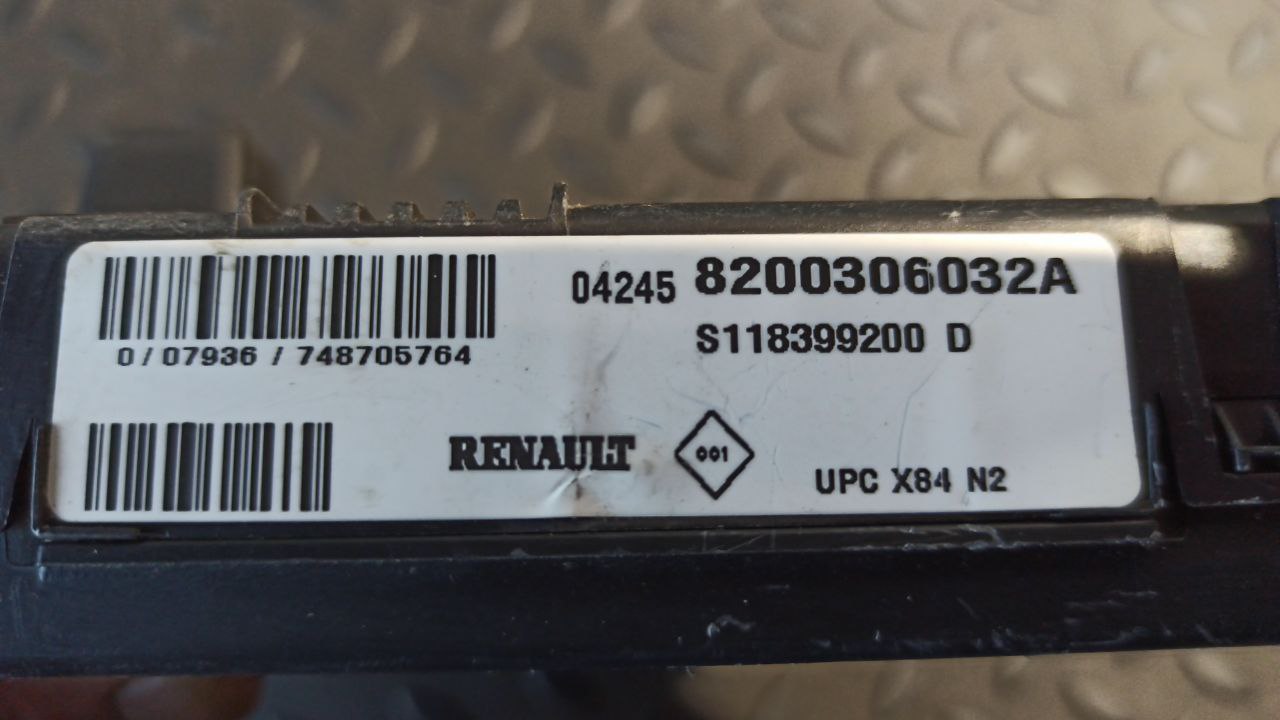 04245 8200306032A
S118399200 D
0/07936/748705764
RENAULT 001 UPC X84 N2